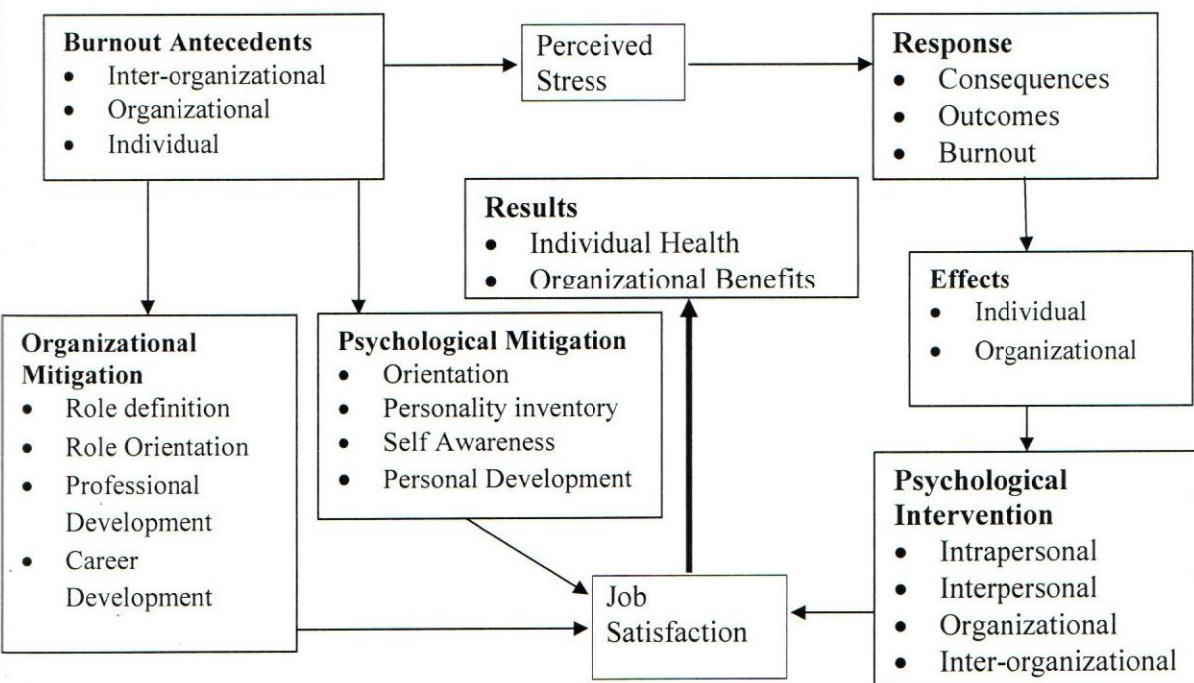 Burnout Antecedents
• Inter-organizational
• Organizational
• Individual
Perceived
Stress
Response
• Consequences
• Outcomes
• Burnout
Results
• Individual Health
• Organizational Benefits
Effects
• Individual
• Organizational
Organizational
Mitigation
• Role definition
• Role Orientation
• Professional
Development
• Career
Development
Psychological Mitigation
• Orientation
• Personality inventory
• Self Awareness
• Personal Development
Psychological
Intervention
• Intrapersonal
• Interpersonal
• Organizational
• Inter-organizational
Job
Satisfaction